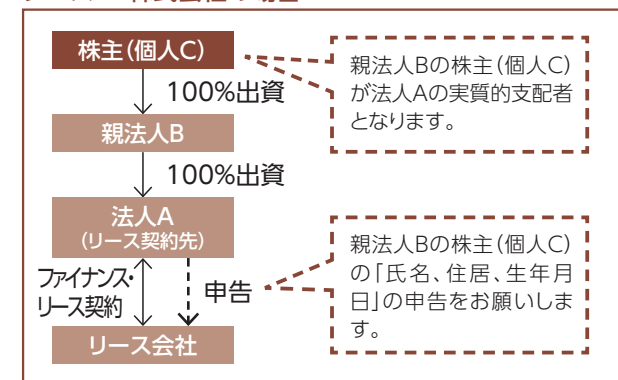 株主(個人C)
親法人Bの株主(個人C)
が法人Aの実質的支配者
となります。
100%出資
親法人B
100%出資
法人A
(リース契約先)
親法人Bの株主(個人C)
の「氏名、住居、生年月
日」の申告をお願いしま
す。
ファイナンス・
リース契約
申告
リース会社